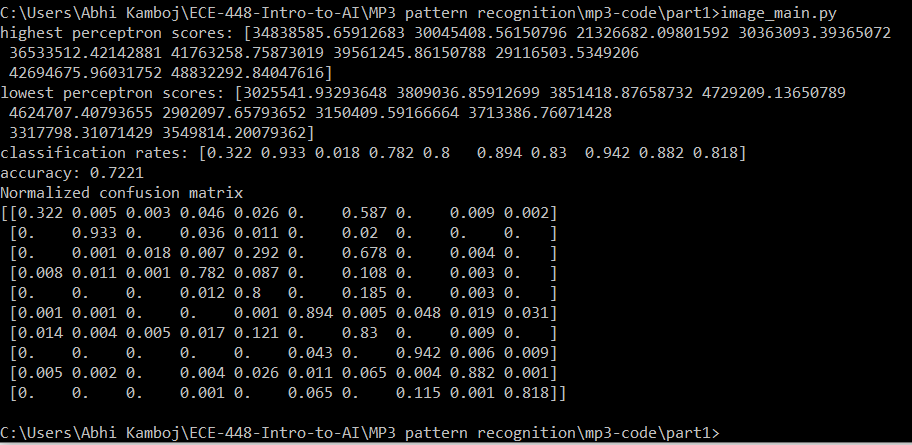 C:\Users\Abhi Kamboj\ECE-448-Intro-to-AI\MP3 pattern recognition\mp3-code\part1>image_main.py
highest perceptron scores: [34838585.65912683 30045408.56150796 21326682.09801592 30363093.39365072
 36533512.42142881 41763258.75873019 39561245.86150788 29116503.5349206
 42694675.96031752 48832292.84047616]
lowest perceptron scores: [3025541.93293648 3809036.85912699 3851418.87658732 4729209.13650789
 4624707.40793655 2902097.65793652 3150409.59166664 3713386.76071428
 3317798.31071429 3549814.20079362]
classification rates: [0.322 0.933 0.018 0.782 0.8   0.894 0.83  0.942 0.882 0.818]
accuracy: 0.7221
Normalized confusion matrix
[[0.322 0.005 0.003 0.046 0.026 0.    0.587 0.    0.009 0.002]
 [0.    0.933 0.    0.036 0.011 0.    0.02  0.    0.    0.   ]
 [0.    0.001 0.018 0.007 0.292 0.    0.678 0.    0.004 0.   ]
 [0.008 0.011 0.001 0.782 0.087 0.    0.108 0.    0.003 0.   ]
 [0.    0.    0.    0.012 0.8   0.    0.185 0.    0.003 0.   ]
 [0.001 0.001 0.    0.    0.001 0.894 0.005 0.048 0.019 0.031]
 [0.014 0.004 0.005 0.017 0.121 0.    0.83  0.    0.009 0.   ]
 [0.    0.    0.    0.    0.    0.043 0.    0.942 0.006 0.009]
 [0.005 0.002 0.    0.004 0.026 0.011 0.065 0.004 0.882 0.001]
 [0.    0.    0.    0.001 0.    0.065 0.    0.115 0.001 0.818]]
C:\Users\Abhi Kamboj\ECE-448-Intro-to-AI\MP3 pattern recognition\mp3-code\part1>